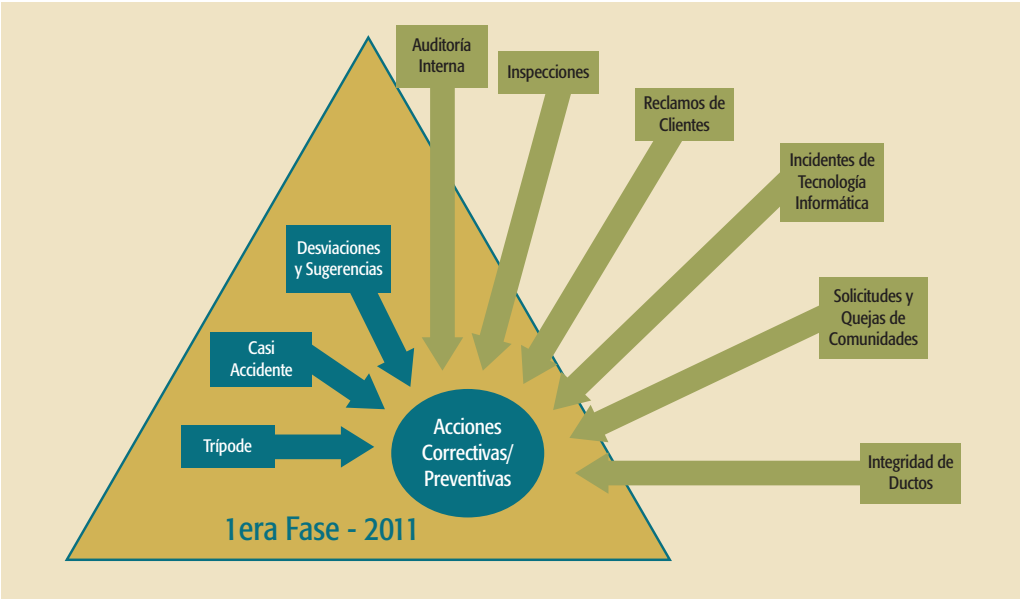 Auditoría
Interna
Inspecciones
Reclamos de
Clientes
Incidentes de
Tecnología
Informática
Solicitudes y
Quejas de
Comunidades
Integridad de
Ductos
Desviaciones
y Sugerencias
Casi
Accidente
Trípode
Acciones
Correctivas/
Preventivas
1era Fase - 2011